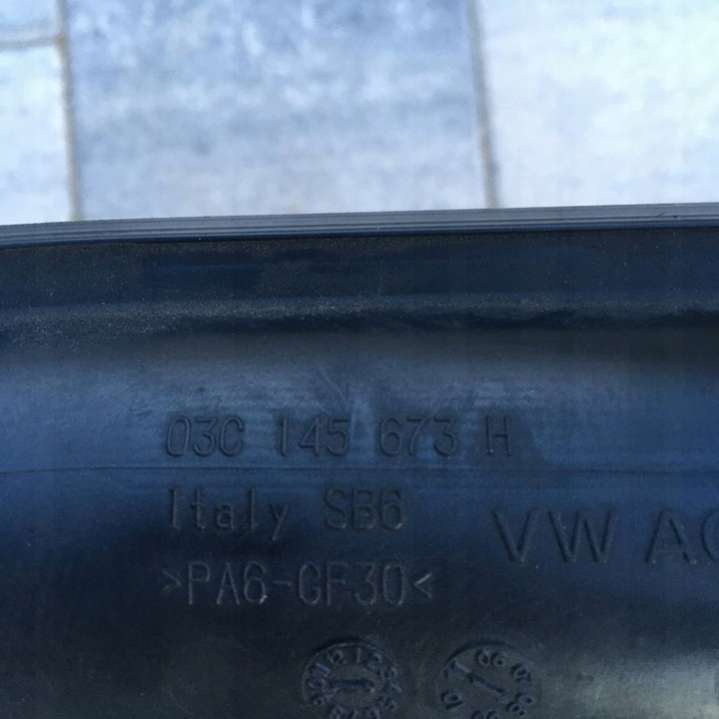 03C 145 673 H
Italy SB6
VW AG
>PA6-GF30<